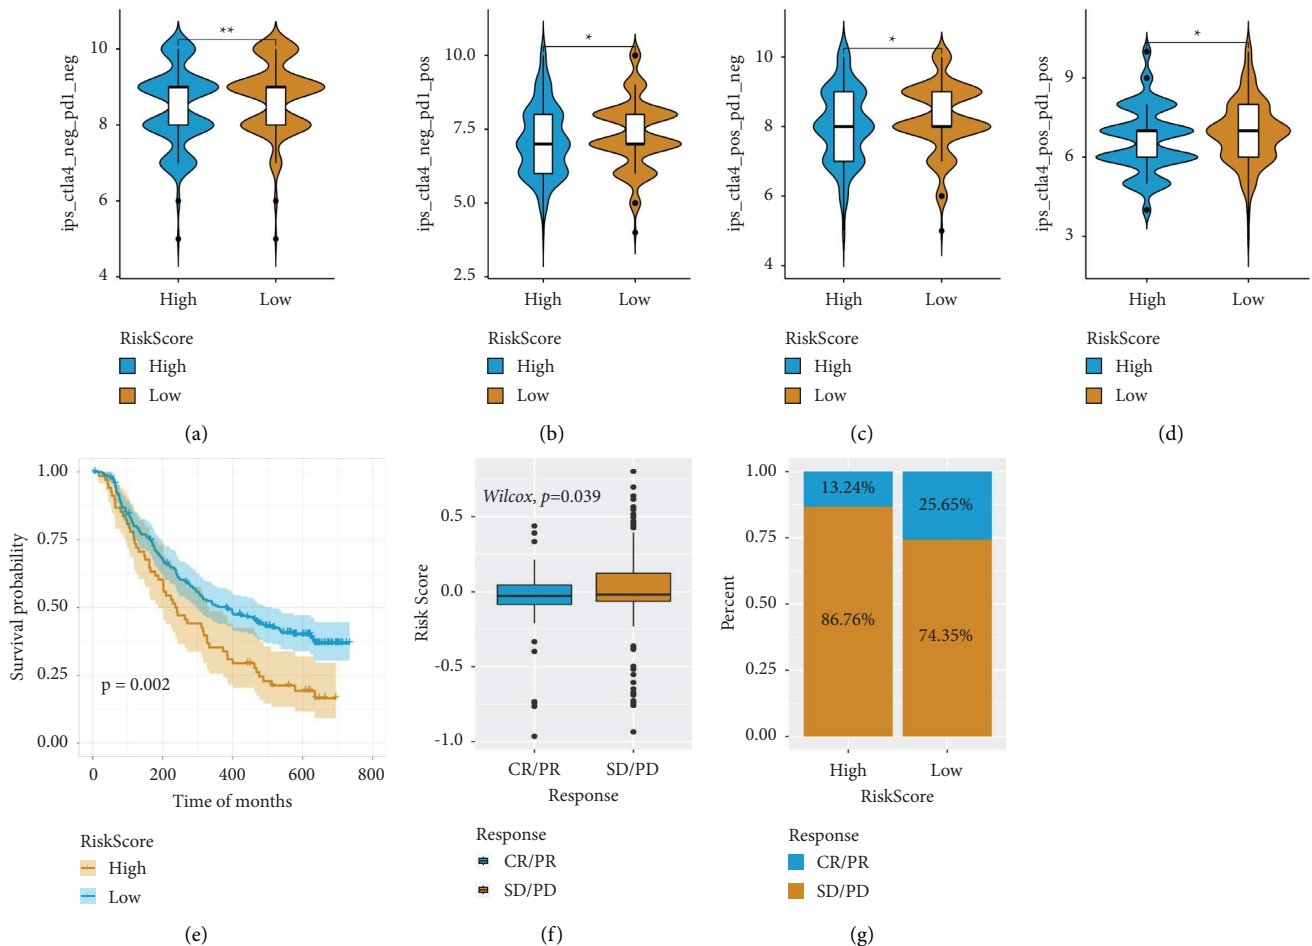 ips_ctla4_neg_pd1_neg
10
8
6
4
**
High
Low
RiskScore
High
Low
(a)
ips_ctla4_neg_pd1_pos
10.0
7.5
5.0
2.5
*
High
Low
RiskScore
High
Low
(b)
ips_ctla4_pos_pd1_neg
10
8
6
4
*
High
Low
RiskScore
High
Low
(c)
ips_ctla4_pos_pd1_pos
9
6
3
*
High
Low
RiskScore
High
Low
(d)
Survival probability
1.00
0.75
0.50
0.25
0.00
p = 0.002
0 200 400 600 800
Time of months
RiskScore
High
Low
(e)
Risk Score
0.5
0.0
-0.5
-1.0
Wilcox, p=0.039
CR/PR
SD/PD
Response
Response
CR/PR
SD/PD
(f)
Percent
1.00
0.75
0.50
0.25
0.00
13.24%
25.65%
86.76%
74.35%
High
Low
RiskScore
Response
CR/PR
SD/PD
(g)